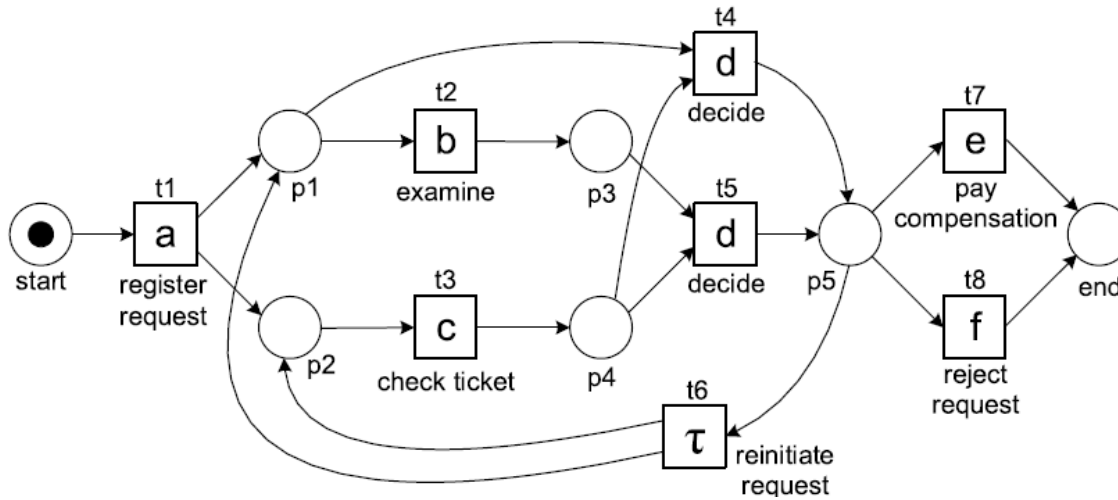 t4
d
decide
t2
b
examine
p1
p3
t7
e
pay
compensation
start
t1
a
register
request
t5
d
decide
p5
end
t3
c
check ticket
p2
p4
t8
f
reject
request
t6
τ
reinitiate
request